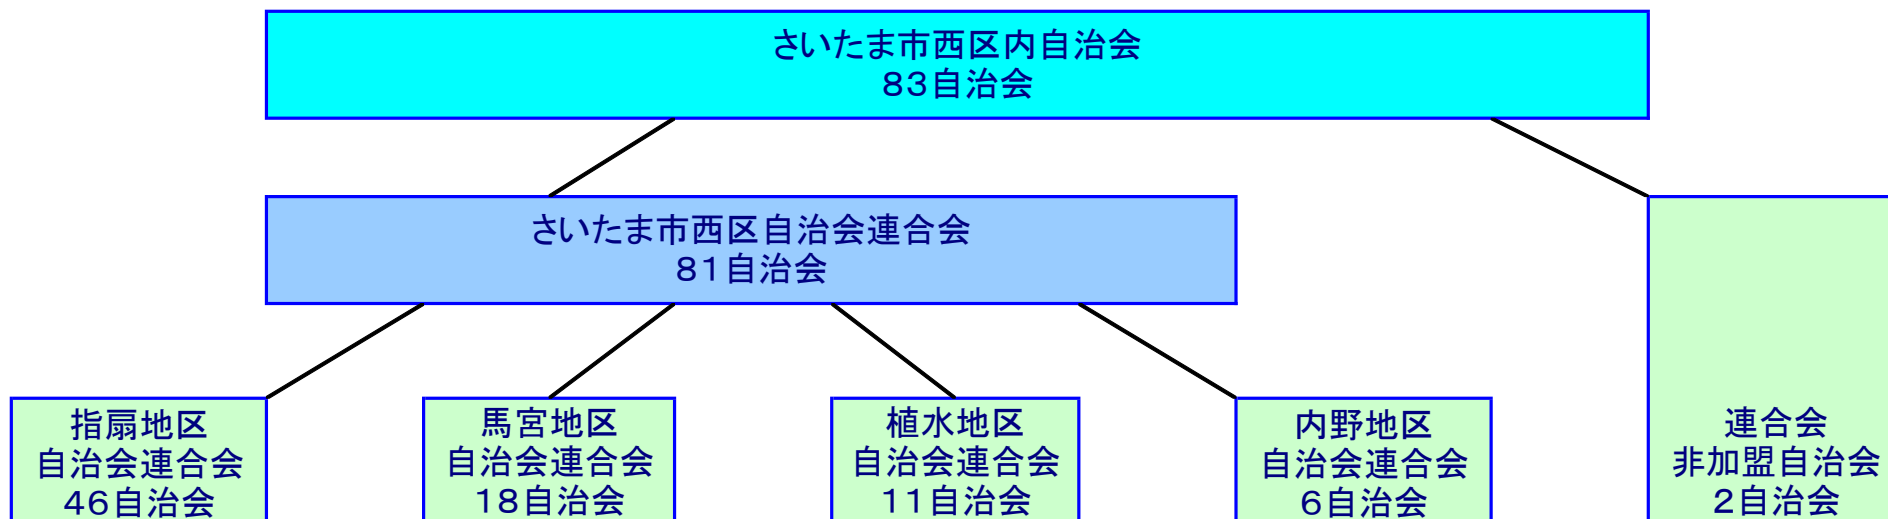 さいたま市西区内自治会
83自治会
さいたま市西区自治会連合会
81自治会
指扇地区
自治会連合会
46自治会
馬宮地区
自治会連合会
18自治会
植水地区
自治会連合会
11自治会
内野地区
自治会連合会
6自治会
連合会
非加盟自治会
2自治会